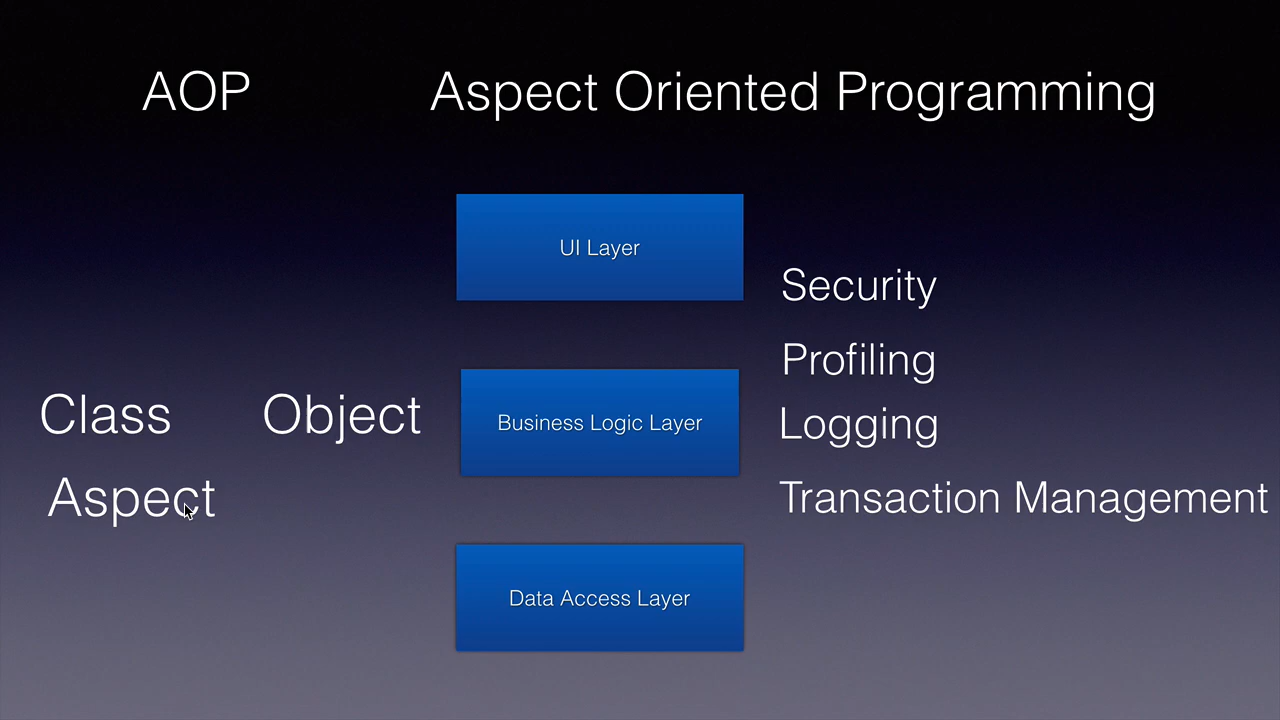 AOP Aspect Oriented Programming
UI Layer
Security
Profiling
Class Object Business Logic Layer Logging
Aspect Transaction Management
Data Access Layer